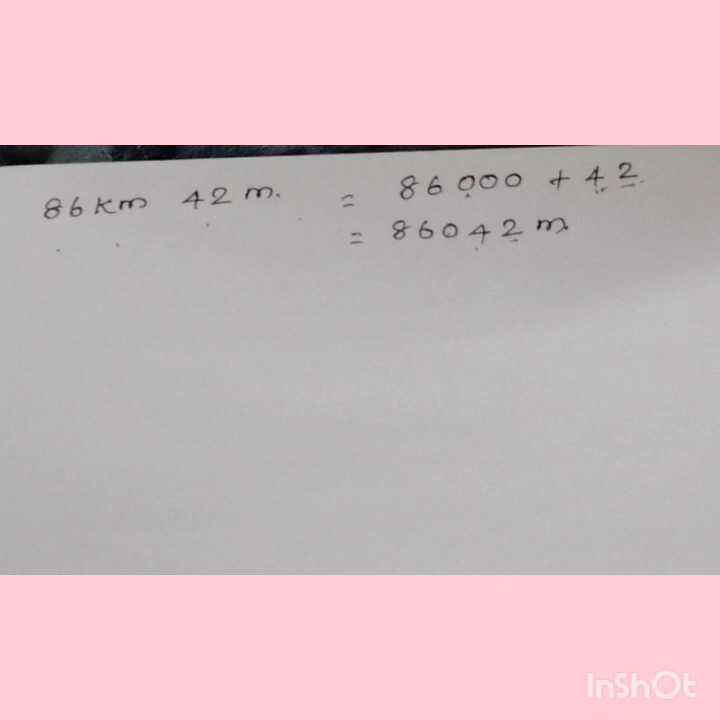 86 km 42 m. = 86000 + 42.
= 86042 m.
InShOt